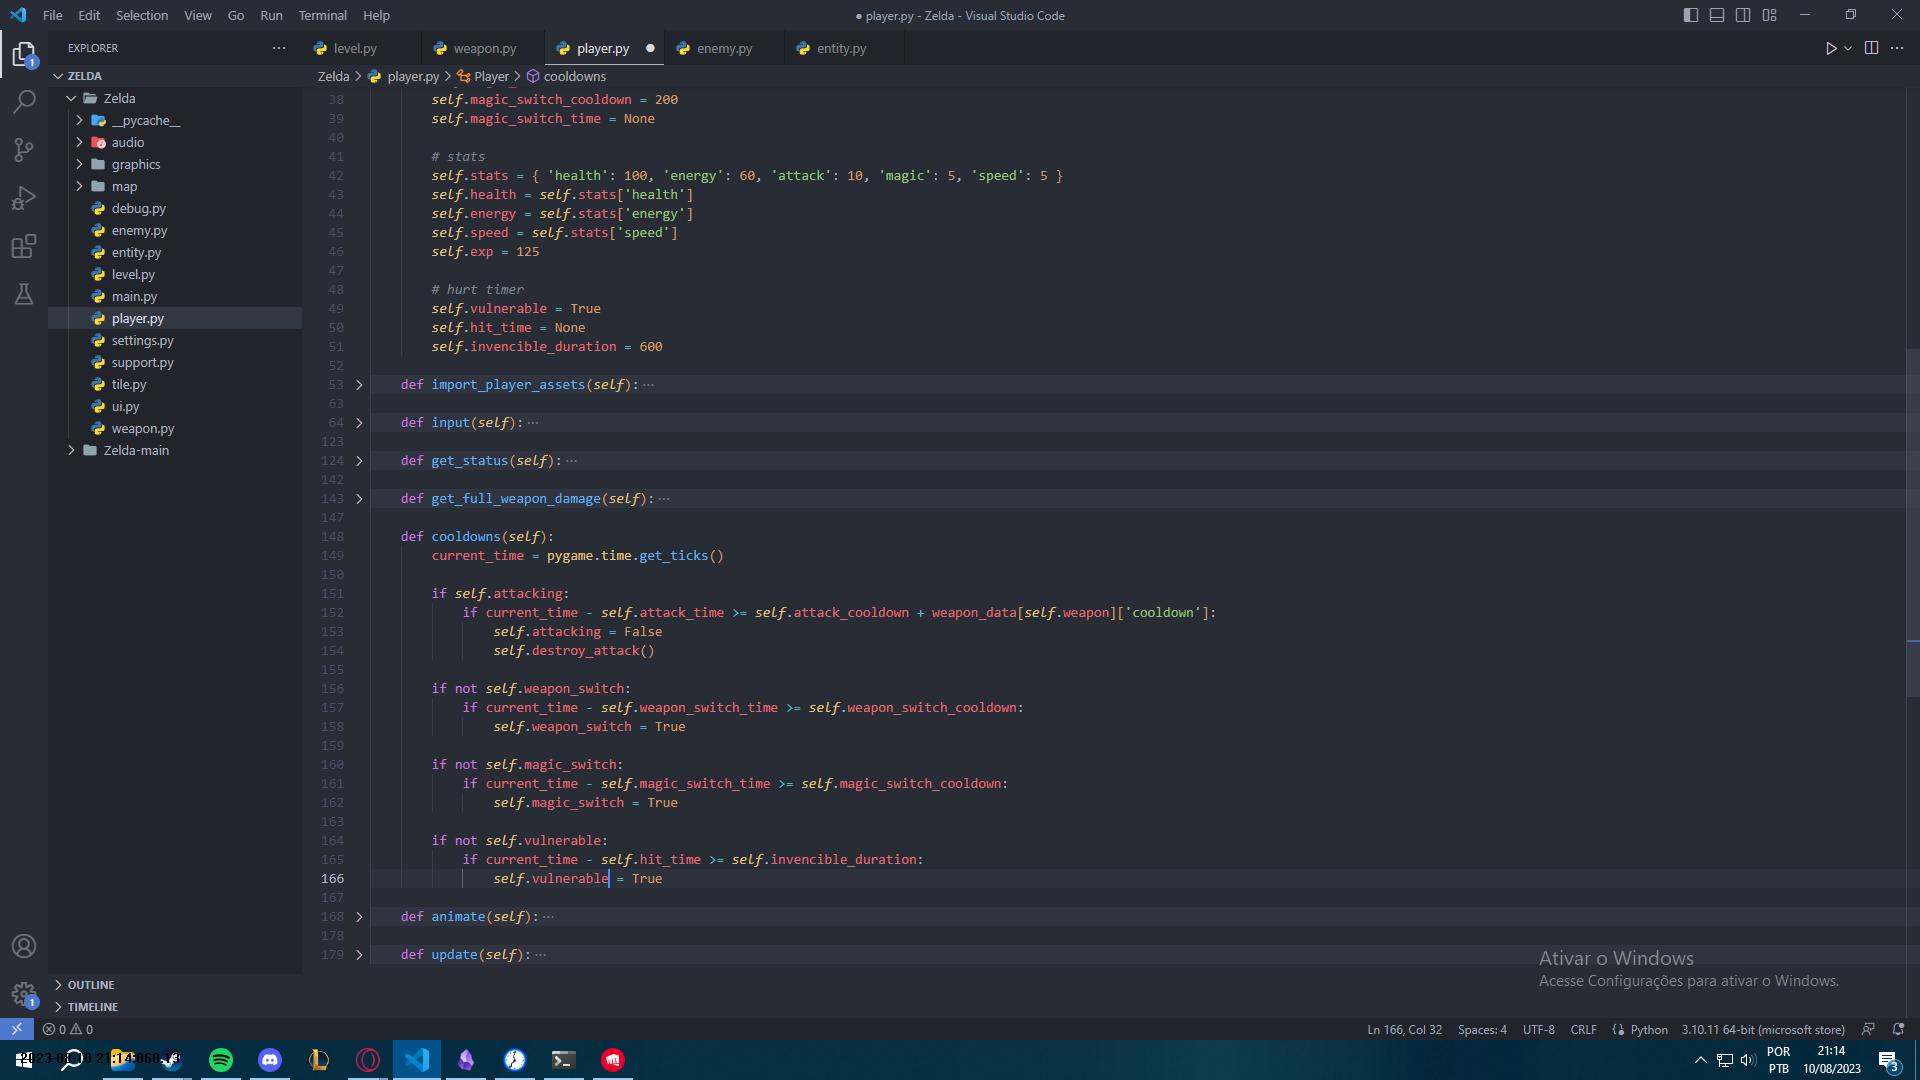 File Edit Selection View Go Run Terminal Help
● player.py - Zelda - Visual Studio Code
EXPLORER
level.py weapon.py player.py enemy.py entity.py
ZELDA
Zelda > player.py > Player > cooldowns
Zelda
__pycache__
audio
graphics
map
debug.py
enemy.py
entity.py
level.py
main.py
player.py
settings.py
support.py
tile.py
ui.py
weapon.py
Zelda-main
OUTLINE
TIMELINE
38 self.magic_switch_cooldown = 200
39 self.magic_switch_time = None
40
41 # stats
42 self.stats = { 'health': 100, 'energy': 60, 'attack': 10, 'magic': 5, 'speed': 5 }
43 self.health = self.stats['health']
44 self.energy = self.stats['energy']
45 self.speed = self.stats['speed']
46 self.exp = 125
47
48 # hurt timer
49 self.vulnerable = True
50 self.hit_time = None
51 self.invencible_duration = 600
52
53 def import_player_assets(self): ···
63
64 def input(self): ···
123
124 def get_status(self): ···
142
143 def get_full_weapon_damage(self): ···
147
148 def cooldowns(self):
149 current_time = pygame.time.get_ticks()
150
151 if self.attacking:
152 if current_time - self.attack_time >= self.attack_cooldown + weapon_data[self.weapon]['cooldown']:
153 self.attacking = False
154 self.destroy_attack()
155
156 if not self.weapon_switch:
157 if current_time - self.weapon_switch_time >= self.weapon_switch_cooldown:
158 self.weapon_switch = True
159
160 if not self.magic_switch:
161 if current_time - self.magic_switch_time >= self.magic_switch_cooldown:
162 self.magic_switch = True
163
164 if not self.vulnerable:
165 if current_time - self.hit_time >= self.invencible_duration:
166 self.vulnerable = True
167
168 def animate(self): ···
178
179 def update(self): ···
Ativar o Windows
Acesse Configurações para ativar o Windows.
0 0
Ln 166, Col 32 Spaces: 4 UTF-8 CRLF Python 3.10.11 64-bit (microsoft store)
POR
PTB
21:14
10/08/2023
3